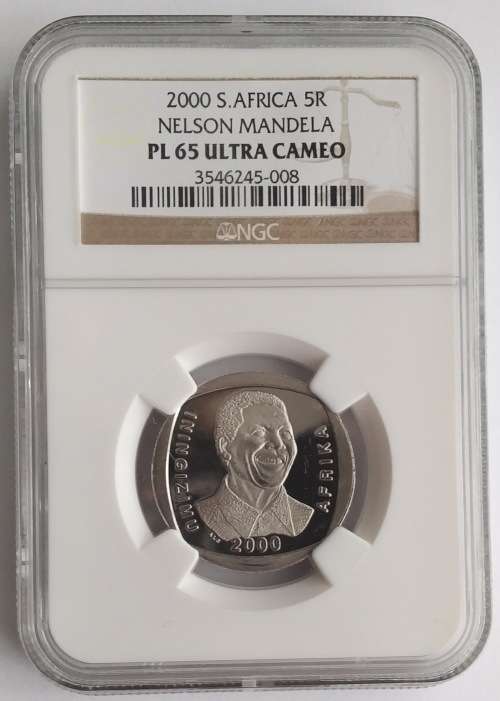 2000 S.AFRICA 5R
NELSON MANDELA
PL 65 ULTRA CAMEO
3546245-008
NGC
ININGIZIMU
AFRIKA
2000